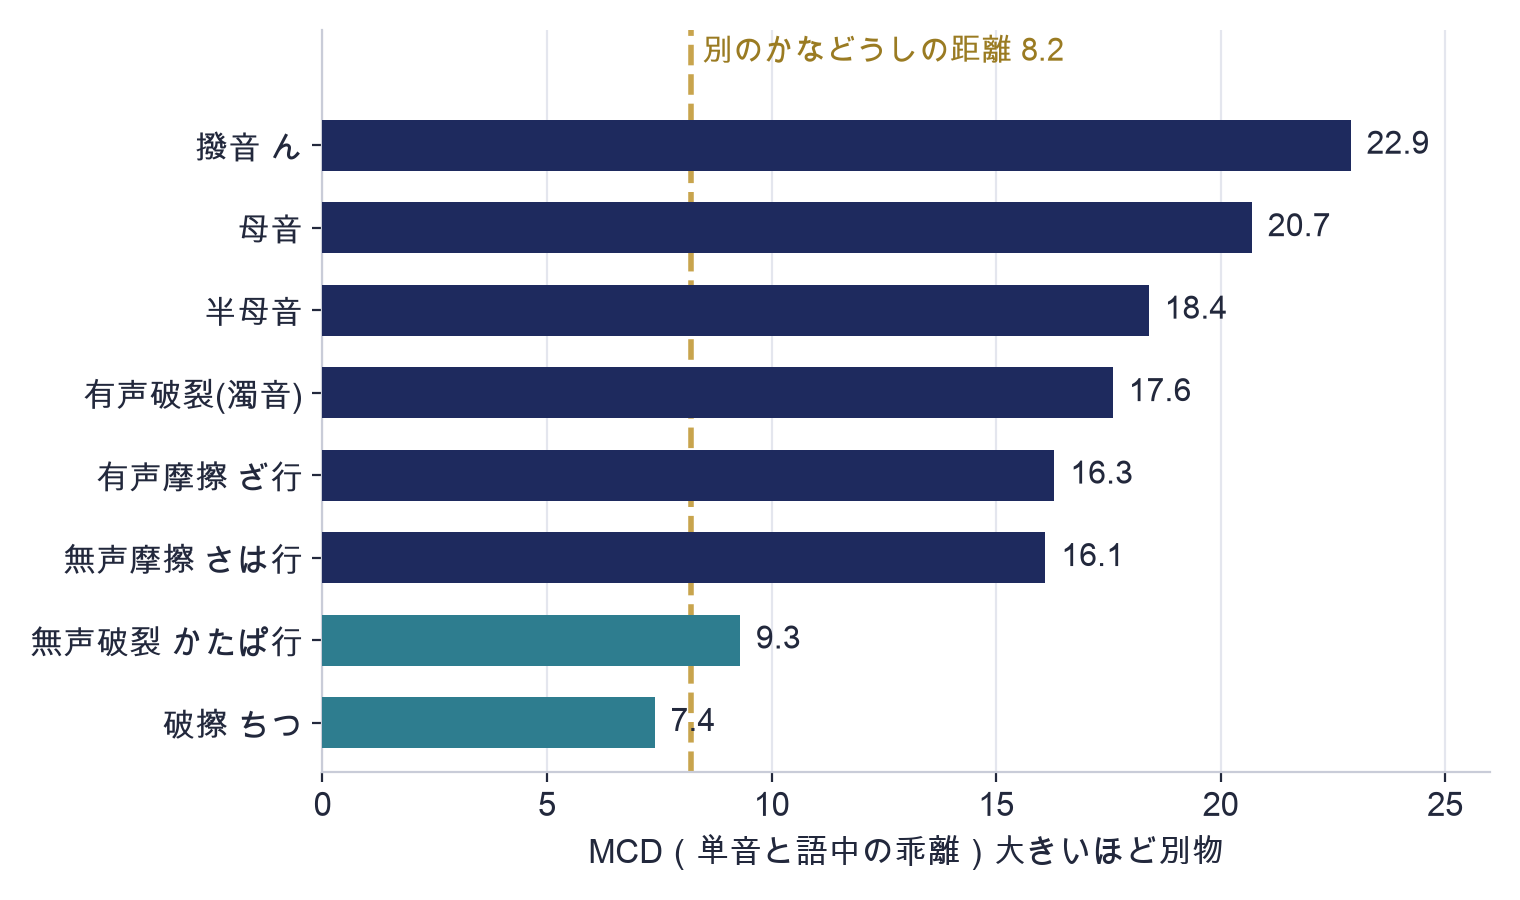 別のかなどうしの距離 8.2
撥音 ん 22.9
母音 20.7
半母音 18.4
有声破裂(濁音) 17.6
有声摩擦 ざ行 16.3
無声摩擦 さは行 16.1
無声破裂 かたぱ行 9.3
破擦 ちつ 7.4
0 5 10 15 20 25
MCD ( 単音と語中の乖離 ) 大きいほど別物